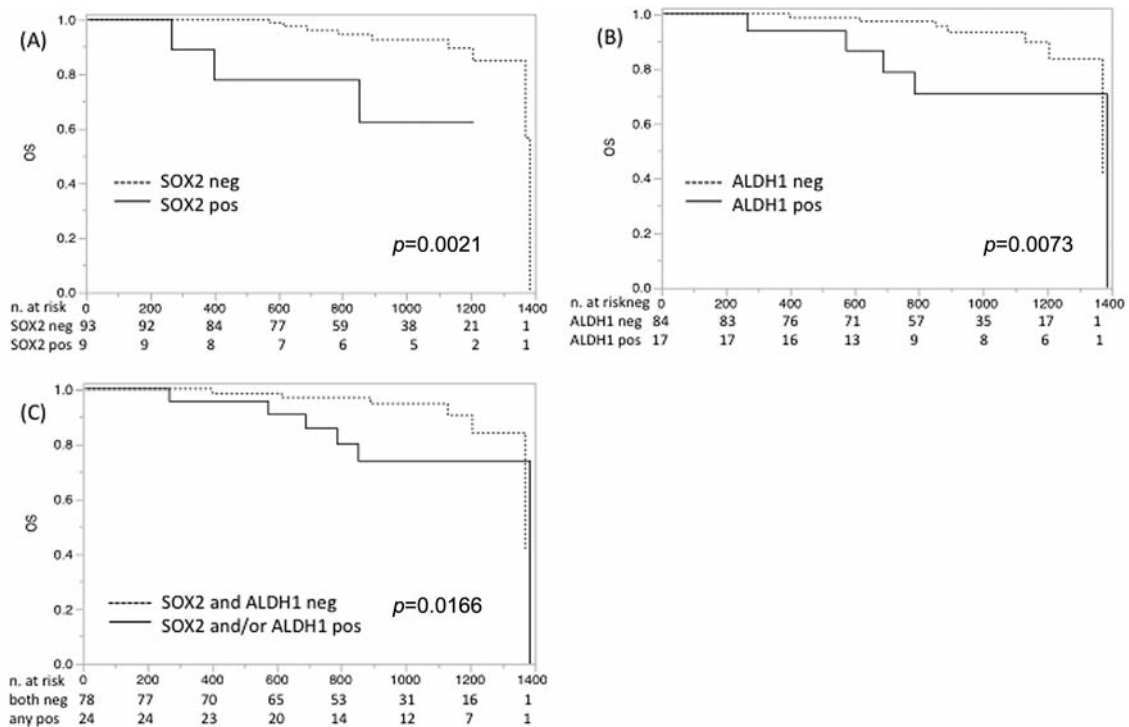 (A)
1.0
0.8
0.6
0.4
0.2
0.0
OS
SOX2 neg
SOX2 pos
p=0.0021
n. at risk
0 200 400 600 800 1000 1200 1400
SOX2 neg 93 92 84 77 59 38 21 1
SOX2 pos 9 9 8 7 6 5 2 1
(B)
1.0
0.8
0.6
0.4
0.2
0.0
OS
ALDH1 neg
ALDH1 pos
p=0.0073
n. at riskneg
0 200 400 600 800 1000 1200 1400
ALDH1 neg 84 83 76 71 57 35 17 1
ALDH1 pos 17 17 16 13 9 8 6 1
(C)
1.0
0.8
0.6
0.4
0.2
0.0
OS
SOX2 and ALDH1 neg
SOX2 and/or ALDH1 pos
p=0.0166
n. at risk
0 200 400 600 800 1000 1200 1400
both neg 78 77 70 65 53 31 16 1
any pos 24 24 23 20 14 12 7 1